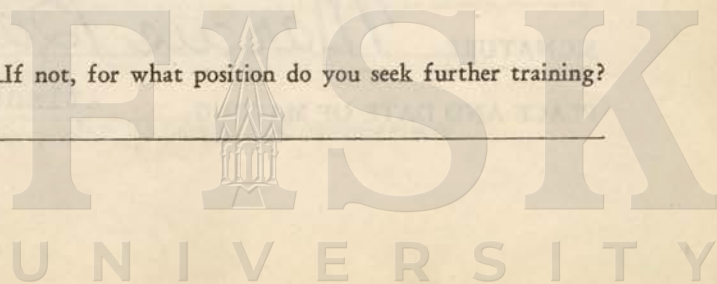 If not, for what position do you seek further training?
FISK
UNIVERSITY